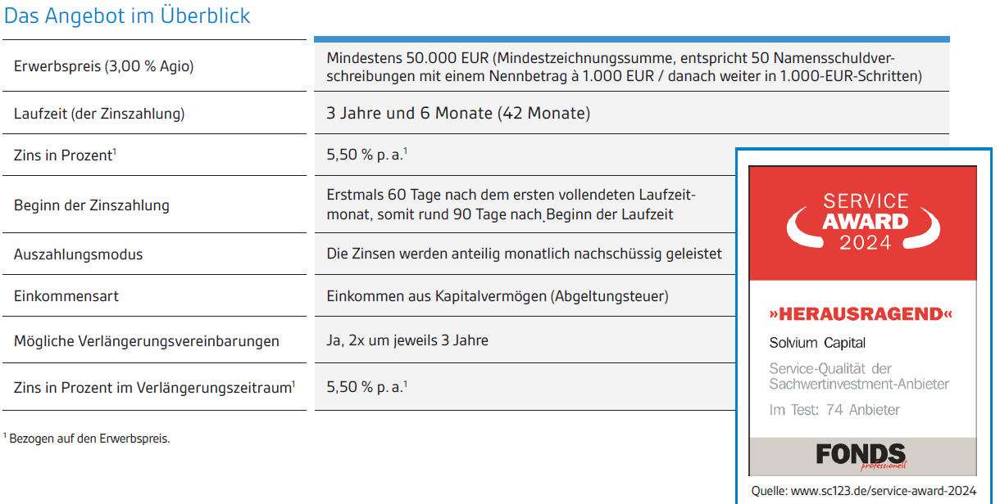 Das Angebot im Überblick
Erwerbspreis (3,00 % Agio)
Mindestens 50.000 EUR (Mindestzeichnungssumme, entspricht 50 Namensschuldver-
schreibungen mit einem Nennbetrag à 1.000 EUR / danach weiter in 1.000-EUR-Schritten)
Laufzeit (der Zinszahlung)
3 Jahre und 6 Monate (42 Monate)
Zins in Prozent¹
5,50 % p. a.¹
Beginn der Zinszahlung
Erstmals 60 Tage nach dem ersten vollendeten Laufzeit-
monat, somit rund 90 Tage nach Beginn der Laufzeit
Auszahlungsmodus
Die Zinsen werden anteilig monatlich nachschüssig geleistet
Einkommensart
Einkommen aus Kapitalvermögen (Abgeltungsteuer)
Mögliche Verlängerungsvereinbarungen
Ja, 2x um jeweils 3 Jahre
Zins in Prozent im Verlängerungszeitraum¹
5,50 % p. a.¹
¹ Bezogen auf den Erwerbspreis.
SERVICE
AWARD
2024
»HERAUSRAGEND«
Solvium Capital
Service-Qualität der
Sachwertinvestment-Anbieter
Im Test: 74 Anbieter
FONDS
professionell
Quelle: www.sc123.de/service-award-2024